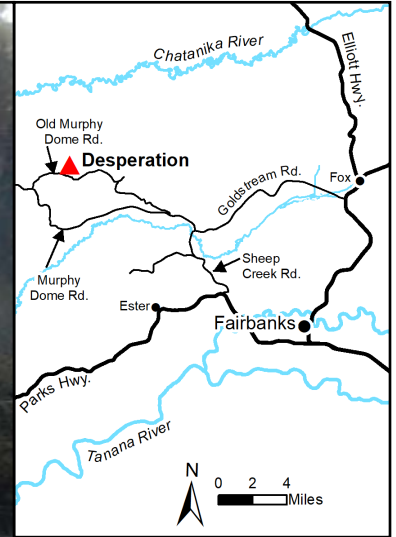 Chatanika River
Elliott Hwy.
Old Murphy
Dome Rd.
Desperation
Goldstream Rd.
Fox
Murphy
Dome Rd.
Sheep
Creek Rd.
Ester
Fairbanks
Parks Hwy.
Tanana River
N
0 2 4
Miles